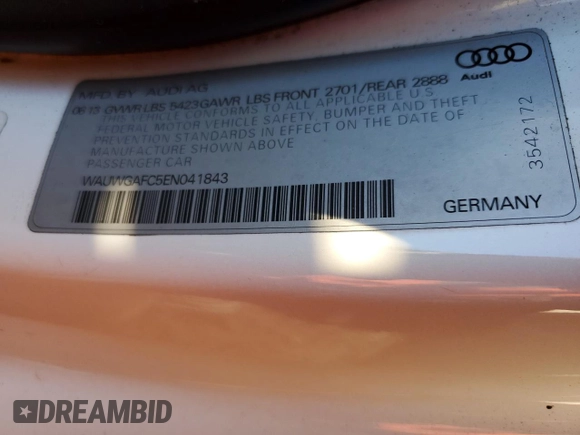 MFD. BY AUDI AG
06.13 GVWR LBS 5423 GAWR LBS FRONT 2701/REAR 2888
THIS VEHICLE CONFORMS TO ALL APPLICABLE U.S.
FEDERAL MOTOR VEHICLE SAFETY, BUMPER AND THEFT
PREVENTION STANDARDS IN EFFECT ON THE DATE OF
MANUFACTURE SHOWN ABOVE
PASSENGER CAR
WAUWGAFC5EN041843
Audi
3542172
GERMANY
DREAMBID